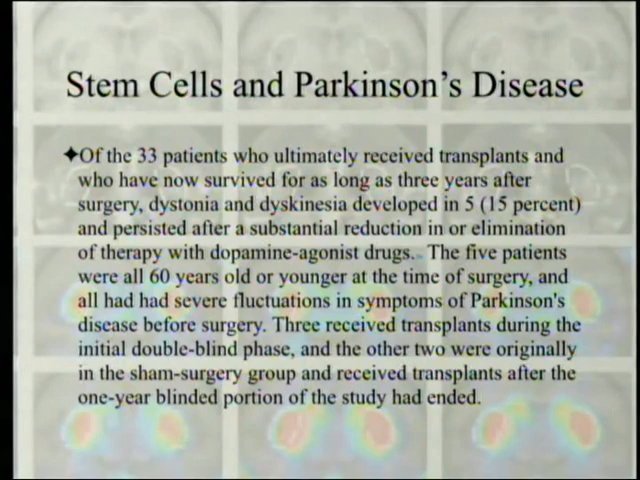 Stem Cells and Parkinson's Disease
✦Of the 33 patients who ultimately received transplants and
who have now survived for as long as three years after
surgery, dystonia and dyskinesia developed in 5 (15 percent)
and persisted after a substantial reduction in or elimination
of therapy with dopamine-agonist drugs. The five patients
were all 60 years old or younger at the time of surgery, and
all had had severe fluctuations in symptoms of Parkinson's
disease before surgery. Three received transplants during the
initial double-blind phase, and the other two were originally
in the sham-surgery group and received transplants after the
one-year blinded portion of the study had ended.